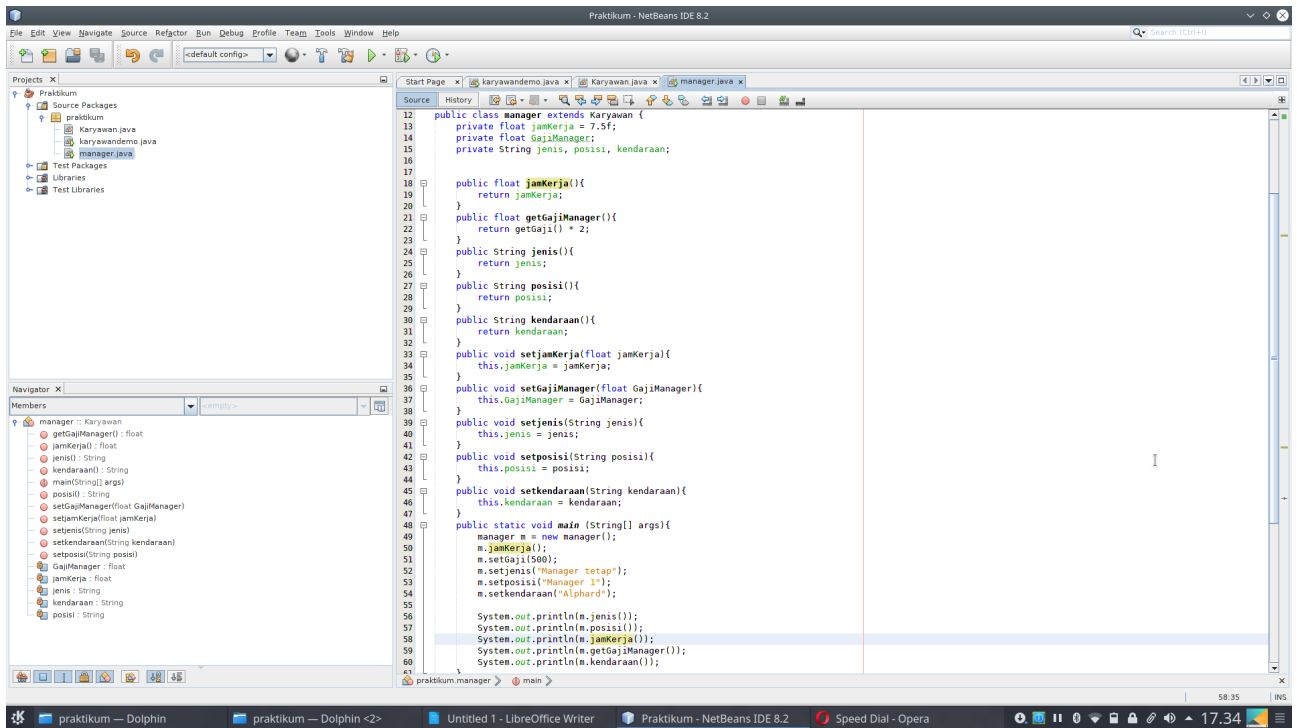 Praktikum - NetBeans IDE 8.2
File Edit View Navigate Source Refactor Run Debug Profile Team Tools Window Help
Search (Ctrl+I)
<default config>
Projects
Praktikum
Source Packages
praktikum
Karyawan.java
karyawandemo.java
manager.java
Test Packages
Libraries
Test Libraries
Navigator
Members
<empty>
manager :: Karyawan
getGajiManager() : float
jamKerja() : float
jenis() : String
kendaraan() : String
main(String[] args)
posisi() : String
setGajiManager(float GajiManager)
setjamKerja(float jamKerja)
setjenis(String jenis)
setkendaraan(String kendaraan)
setposisi(String posisi)
GajiManager : float
jamKerja : float
jenis : String
kendaraan : String
posisi : String
Start Page karyawandemo.java Karyawan.java manager.java
Source History
12 public class manager extends Karyawan {
13 private float jamKerja = 7.5f;
14 private float GajiManager;
15 private String jenis, posisi, kendaraan;
16
17
18 public float jamKerja(){
19 return jamKerja;
20 }
21 public float getGajiManager(){
22 return getGaji() * 2;
23 }
24 public String jenis(){
25 return jenis;
26 }
27 public String posisi(){
28 return posisi;
29 }
30 public String kendaraan(){
31 return kendaraan;
32 }
33 public void setjamKerja(float jamKerja){
34 this.jamKerja = jamKerja;
35 }
36 public void setGajiManager(float GajiManager){
37 this.GajiManager = GajiManager;
38 }
39 public void setjenis(String jenis){
40 this.jenis = jenis;
41 }
42 public void setposisi(String posisi){
43 this.posisi = posisi;
44 }
45 public void setkendaraan(String kendaraan){
46 this.kendaraan = kendaraan;
47 }
48 public static void main (String[] args){
49 manager m = new manager();
50 m.jamKerja();
51 m.setGaji(500);
52 m.setjenis("Manager tetap");
53 m.setposisi("Manager 1");
54 m.setkendaraan("Alphard");
55
56 System.out.println(m.jenis());
57 System.out.println(m.posisi());
58 System.out.println(m.jamKerja());
59 System.out.println(m.getGajiManager());
60 System.out.println(m.kendaraan());
61 }
praktikum.manager main
58:35 INS
praktikum — Dolphin praktikum — Dolphin <2> Untitled 1 - LibreOffice Writer Praktikum - NetBeans IDE 8.2 Speed Dial - Opera 17.34